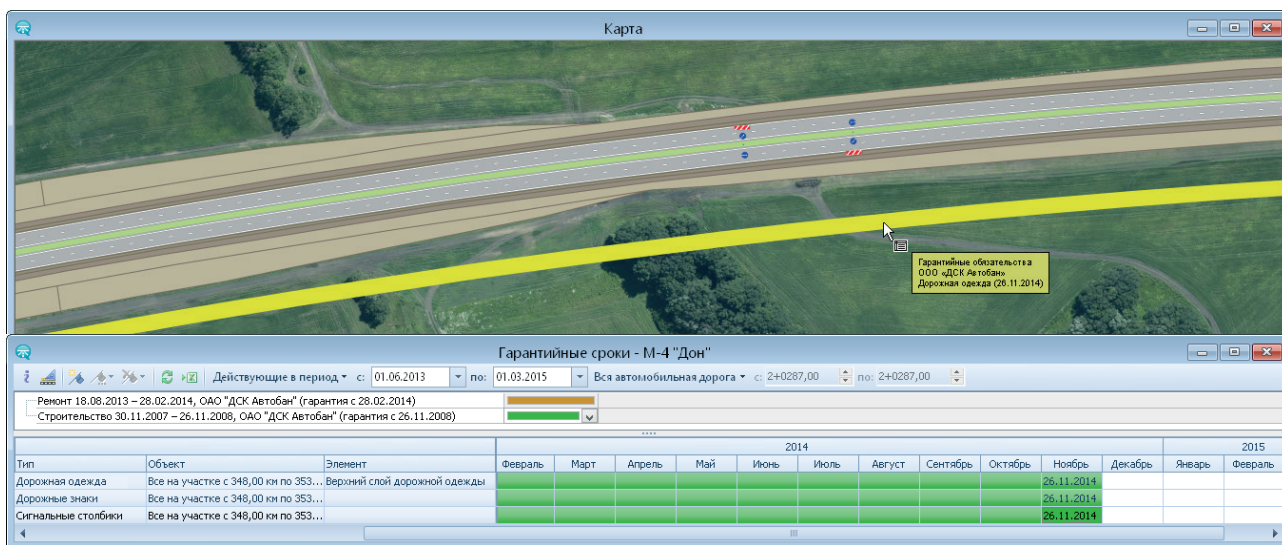 Карта
Гарантийные обязательства
ООО «ДСК Автобан»
Дорожная одежда (26.11.2014)
Гарантийные сроки - М-4 "Дон"
Действующие в период с: 01.06.2013 по: 01.03.2015 Вся автомобильная дорога с: 2+0287,00 по: 2+0287,00
Ремонт 18.08.2013 – 28.02.2014, ОАО "ДСК Автобан" (гарантия с 28.02.2014)
Строительство 30.11.2007 – 26.11.2008, ОАО "ДСК Автобан" (гарантия с 26.11.2008)
2014 2015
Тип Объект Элемент Февраль Март Апрель Май Июнь Июль Август Сентябрь Октябрь Ноябрь Декабрь Январь Февраль
Дорожная одежда Все на участке с 348,00 км по 353... Верхний слой дорожной одежды 26.11.2014
Дорожные знаки Все на участке с 348,00 км по 353... 26.11.2014
Сигнальные столбики Все на участке с 348,00 км по 353... 26.11.2014